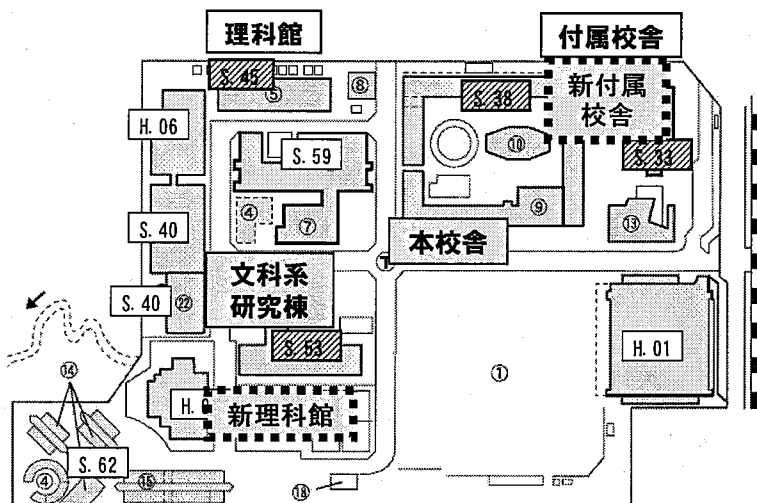 理科館
付属校舎
S. 45
⑤
⑧
S. 38
新付属
校舎
H. 06
S. 59
⑩
S. 33
④
⑦
⑨
⑬
S. 40
本校舎
文科系
研究棟
S. 40
㉒
S. 53
①
H. 01
⑭
新理科館
S. 62
④
⑱